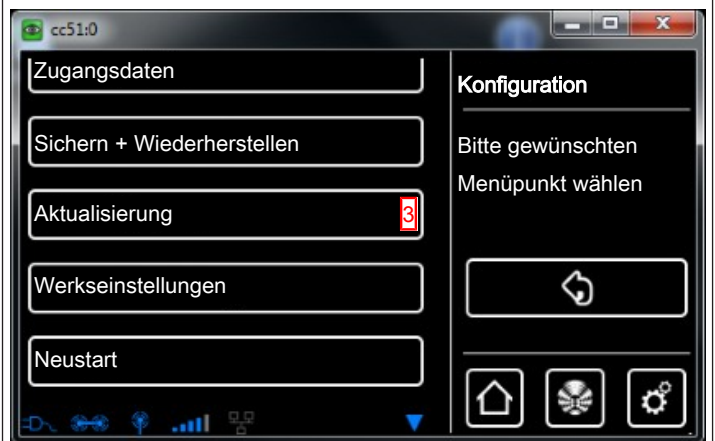 cc51:0
Zugangsdaten
Sichern + Wiederherstellen
Aktualisierung 3
Werkseinstellungen
Neustart
Konfiguration
Bitte gewünschten
Menüpunkt wählen